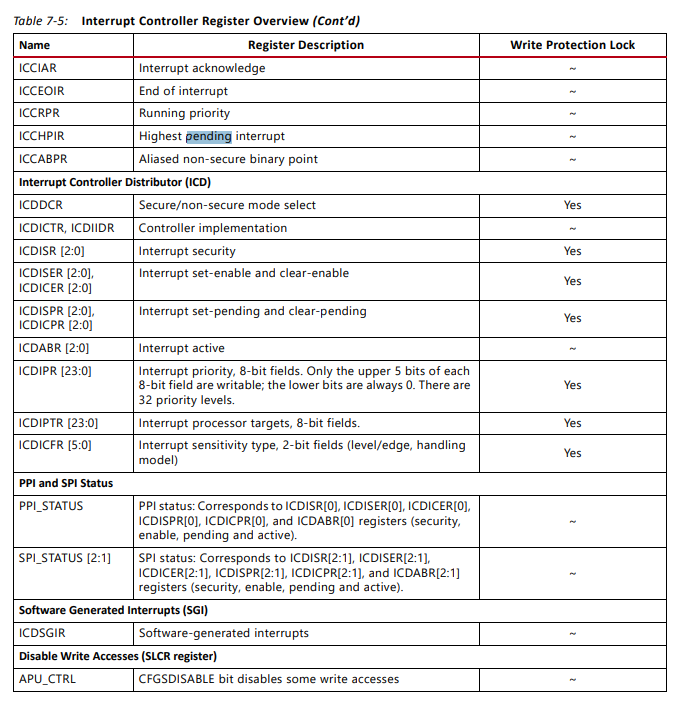 Table 7-5: Interrupt Controller Register Overview (Cont’d)
Name Register Description Write Protection Lock
ICCIAR Interrupt acknowledge ~
ICCEOIR End of interrupt ~
ICCRPR Running priority ~
ICCHPIR Highest pending interrupt ~
ICCABPR Aliased non-secure binary point ~
Interrupt Controller Distributor (ICD)
ICDDCR Secure/non-secure mode select Yes
ICDICTR, ICDIIDR Controller implementation ~
ICDISR [2:0] Interrupt security Yes
ICDISER [2:0],
ICDICER [2:0]
Interrupt set-enable and clear-enable
Yes
ICDISPR [2:0],
ICDICPR [2:0]
Interrupt set-pending and clear-pending
Yes
ICDABR [2:0] Interrupt active ~
ICDIPR [23:0]
Interrupt priority, 8-bit fields. Only the upper 5 bits of each
8-bit field are writable; the lower bits are always 0. There are
32 priority levels.
Yes
ICDIPTR [23:0] Interrupt processor targets, 8-bit fields. Yes
ICDICFR [5:0]
Interrupt sensitivity type, 2-bit fields (level/edge, handling
model)
Yes
PPI and SPI Status
PPI_STATUS
PPI status: Corresponds to ICDISR[0], ICDISER[0], ICDICER[0],
ICDISPR[0], ICDICPR[0], and ICDABR[0] registers (security,
enable, pending and active).
~
SPI_STATUS [2:1]
SPI status: Corresponds to ICDISR[2:1], ICDISER[2:1],
ICDICER[2:1], ICDISPR[2:1], ICDICPR[2:1], and ICDABR[2:1]
registers (security, enable, pending and active).
~
Software Generated Interrupts (SGI)
ICDSGIR Software-generated interrupts ~
Disable Write Accesses (SLCR register)
APU_CTRL CFGSDISABLE bit disables some write accesses ~